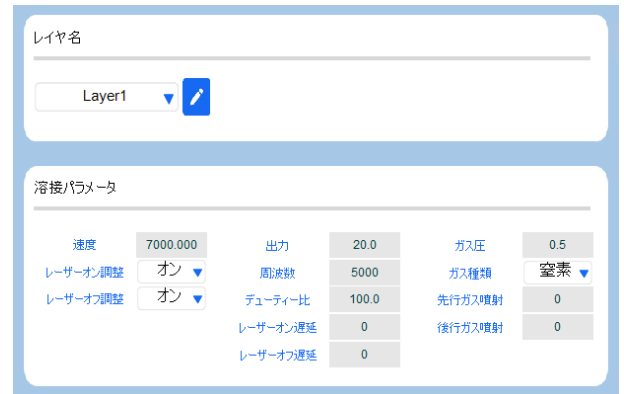 レイヤ名
Layer1
溶接パラメータ
速度 7000.000 出力 20.0 ガス圧 0.5
レーザーオン調整 オン 周波数 5000 ガス種類 窒素
レーザーオフ調整 オン デューティー比 100.0 先行ガス噴射 0
レーザーオン遅延 0 後行ガス噴射 0
レーザーオフ遅延 0